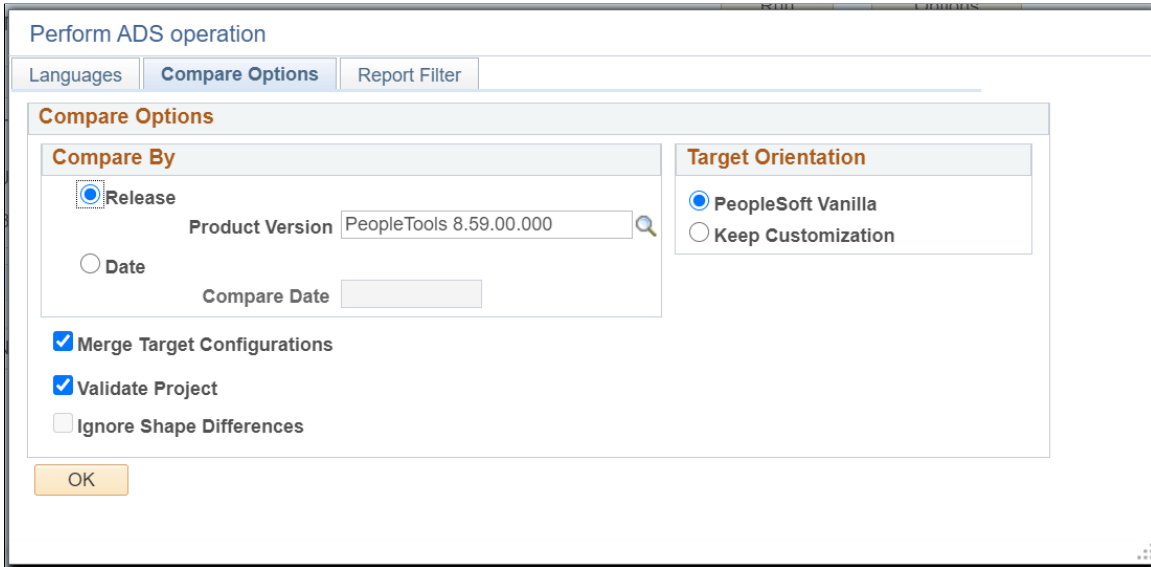 Perform ADS operation
Languages Compare Options Report Filter
Compare Options
Compare By
Release
Product Version PeopleTools 8.59.00.000
Date
Compare Date
Target Orientation
PeopleSoft Vanilla
Keep Customization
Merge Target Configurations
Validate Project
Ignore Shape Differences
OK